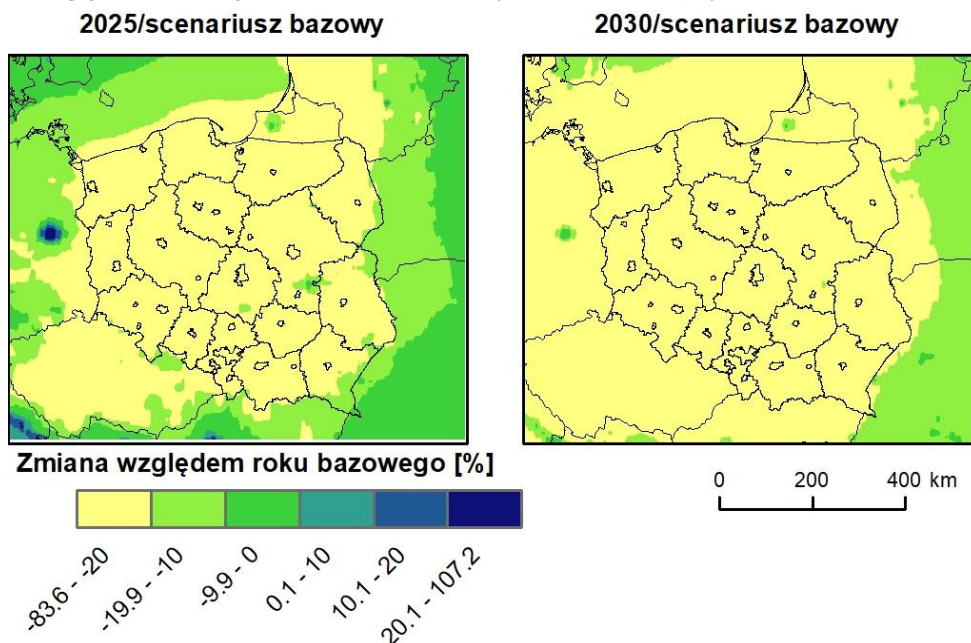 2025/scenariusz bazowy
2030/scenariusz bazowy
Zmiana względem roku bazowego [%]
-83.6 - -20
-19.9 - -10
-9.9 - 0
0.1 - 10
10.1 - 20
20.1 - 107.2
0 200 400 km